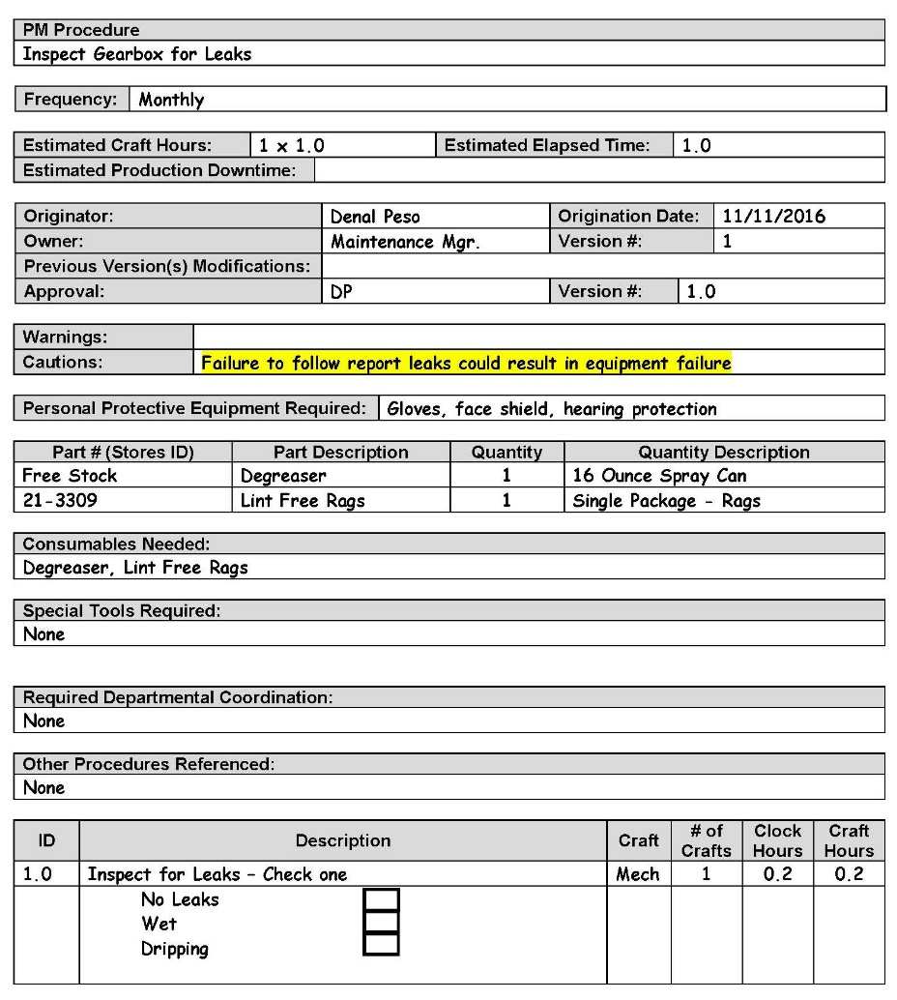 PM Procedure
Inspect Gearbox for Leaks
Frequency: Monthly
Estimated Craft Hours: 1 x 1.0 Estimated Elapsed Time: 1.0
Estimated Production Downtime:
Originator: Denal Peso Origination Date: 11/11/2016
Owner: Maintenance Mgr. Version #: 1
Previous Version(s) Modifications:
Approval: DP Version #: 1.0
Warnings:
Cautions: Failure to follow report leaks could result in equipment failure
Personal Protective Equipment Required: Gloves, face shield, hearing protection
Part # (Stores ID) Part Description Quantity Quantity Description
Free Stock Degreaser 1 16 Ounce Spray Can
21-3309 Lint Free Rags 1 Single Package - Rags
Consumables Needed:
Degreaser, Lint Free Rags
Special Tools Required:
None
Required Departmental Coordination:
None
Other Procedures Referenced:
None
ID Description Craft # of Crafts Clock Hours Craft Hours
1.0 Inspect for Leaks - Check one Mech 1 0.2 0.2
No Leaks
Wet
Dripping